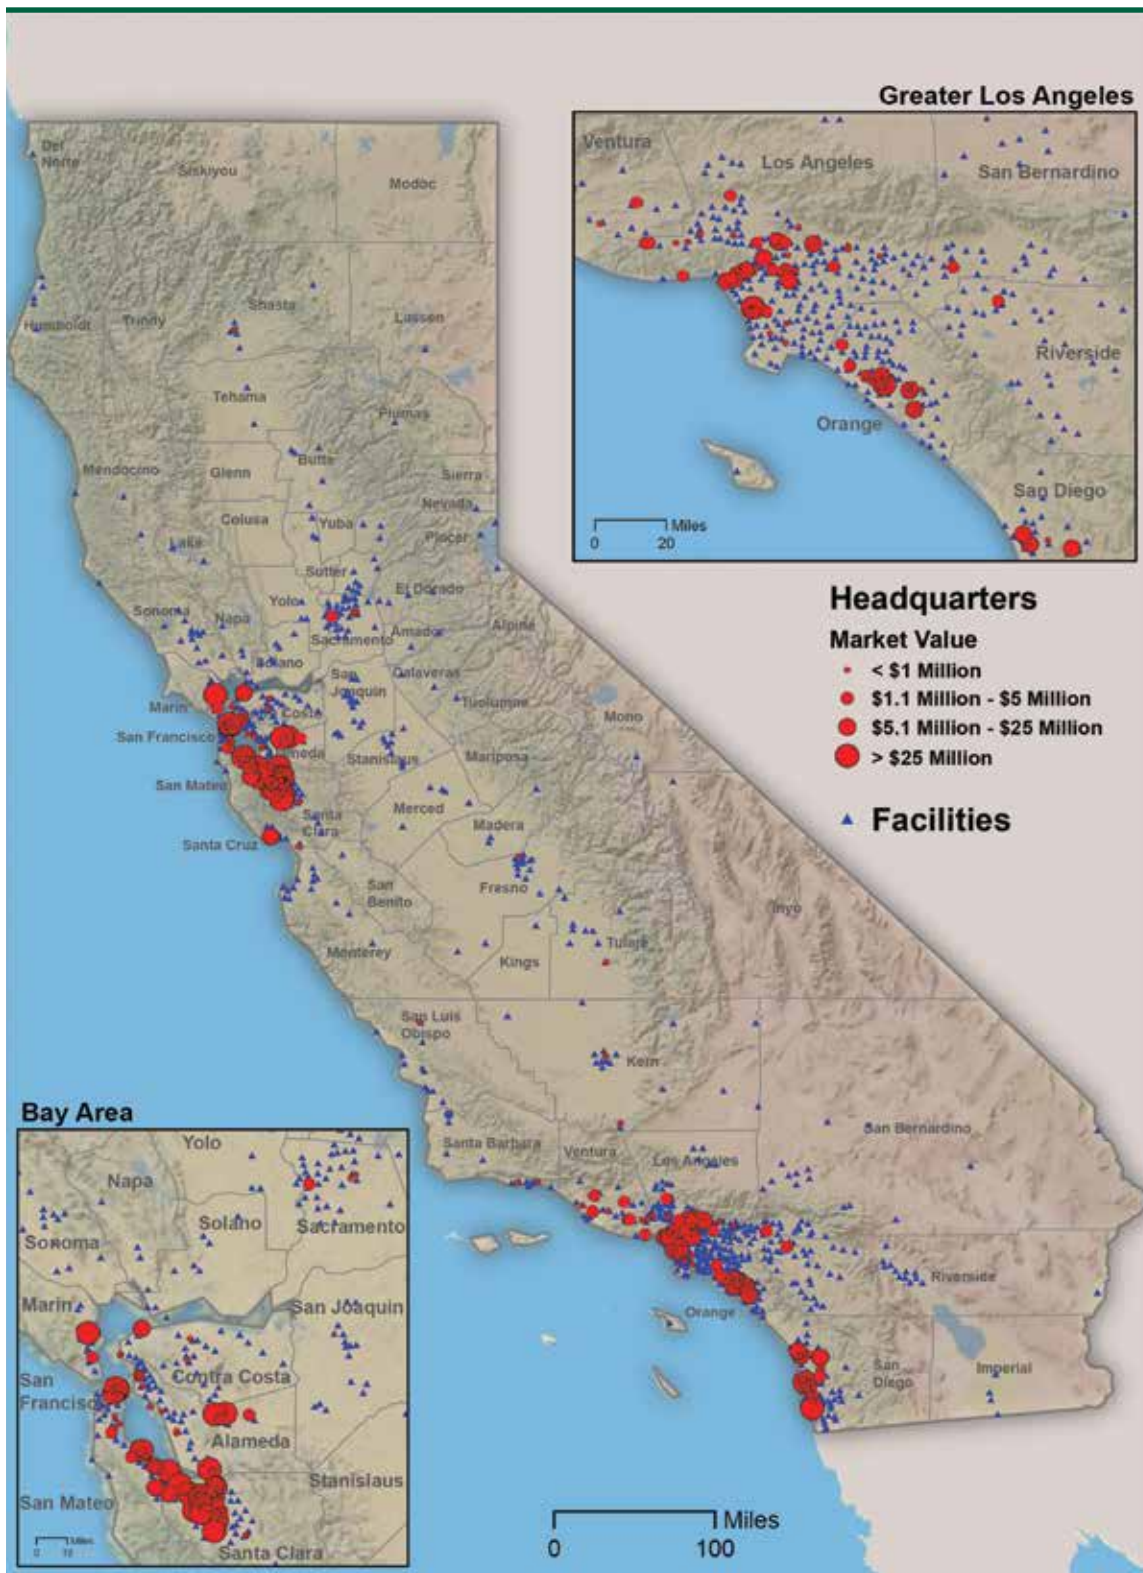 Greater Los Angeles
Ventura
Los Angeles
San Bernardino
Riverside
Orange
San Diego
Miles
0 20
Headquarters
Market Value
< $1 Million
$1.1 Million - $5 Million
$5.1 Million - $25 Million
> $25 Million
Facilities
Del
Norte
Siskiyou
Modoc
Humboldt
Trinity
Shasta
Lassen
Tehama
Plumas
Mendocino
Glenn
Butte
Sierra
Colusa
Yuba
Nevada
Placer
Lake
Sutter
Sonoma
Napa
Yolo
El Dorado
Sacramento
Amador
Alpine
Solano
San
Joaquin
Calaveras
Marin
Costa
Tuolumne
Mono
San Francisco
Alameda
Stanislaus
Mariposa
San Mateo
Santa
Clara
Merced
Madera
Santa Cruz
San
Benito
Fresno
Inyo
Monterey
Kings
Tulare
San Luis
Obispo
Kern
Santa Barbara
Ventura
Los Angeles
San Bernardino
Orange
Riverside
San
Diego
Imperial
Miles
0 100
Bay Area
Yolo
Napa
Solano
Sacramento
Sonoma
Marin
San Joaquin
Contra Costa
San
Francisco
Alameda
Stanislaus
San Mateo
Santa Clara
Miles
0 10